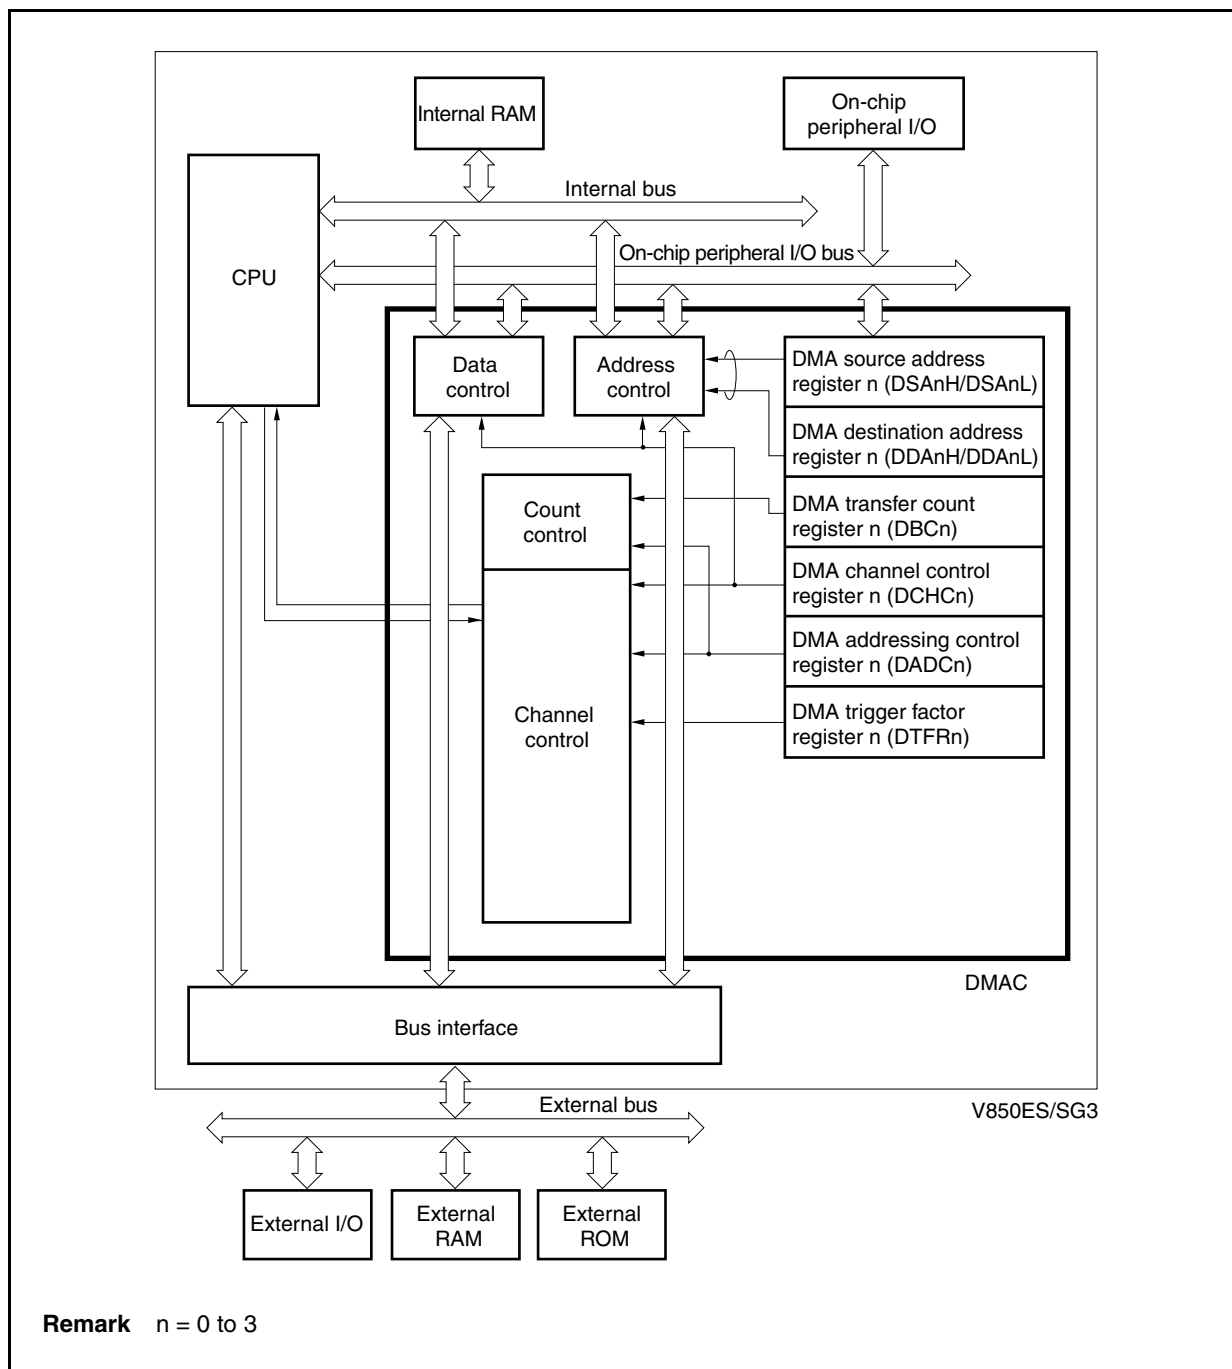 Internal RAM
On-chip
peripheral I/O
Internal bus
CPU
On-chip peripheral I/O bus
Data
control
Address
control
DMA source address
register n (DSAnH/DSAnL)
DMA destination address
register n (DDAnH/DDAnL)
Count
control
DMA transfer count
register n (DBCn)
DMA channel control
register n (DCHCn)
DMA addressing control
register n (DADCn)
Channel
control
DMA trigger factor
register n (DTFRn)
DMAC
Bus interface
V850ES/SG3
External bus
External I/O
External
RAM
External
ROM
Remark n = 0 to 3